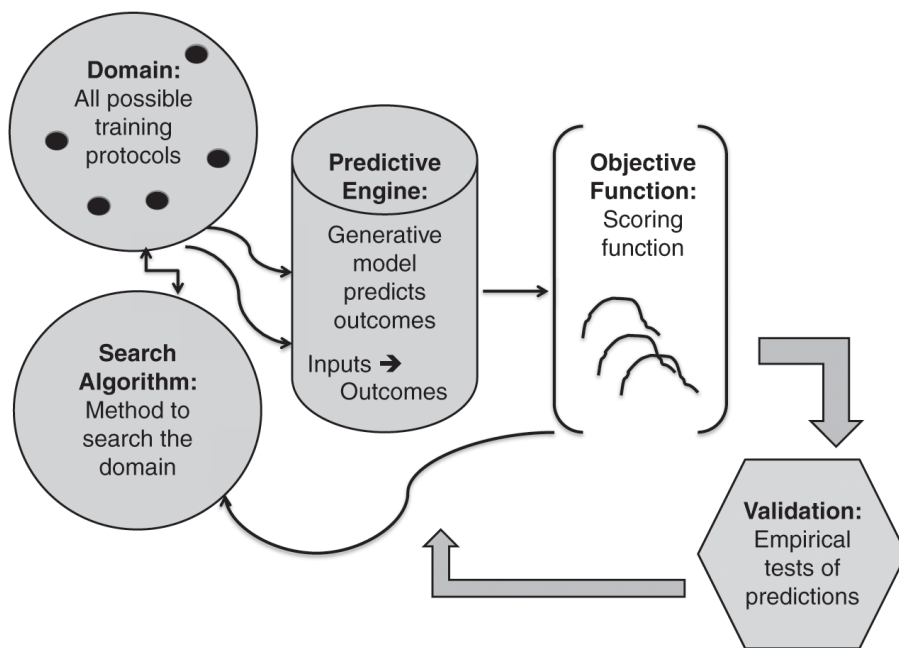 Domain:
All possible
training
protocols
Predictive
Engine:
Generative
model
predicts
outcomes
Inputs ➔
Outcomes
Objective
Function:
Scoring
function
Search
Algorithm:
Method to
search the
domain
Validation:
Empirical
tests of
predictions